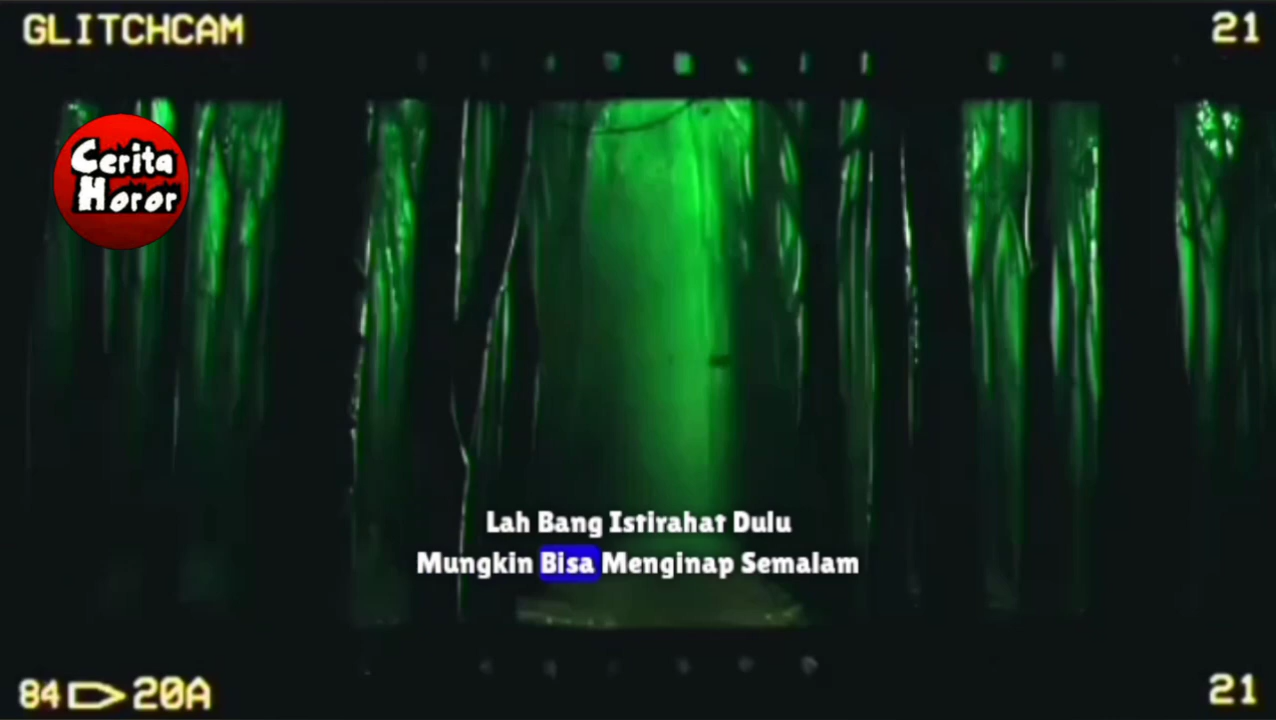 GLITCHCAM
21
Cerita
Horor
Lah Bang Istirahat Dulu
Mungkin Bisa Menginap Semalam
84 20A
21